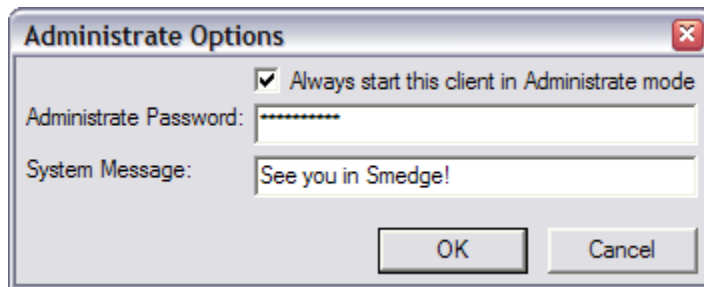 Administrate Options
Always start this client in Administrate mode
Administrate Password: **********
System Message: See you in Smedge!
OK Cancel